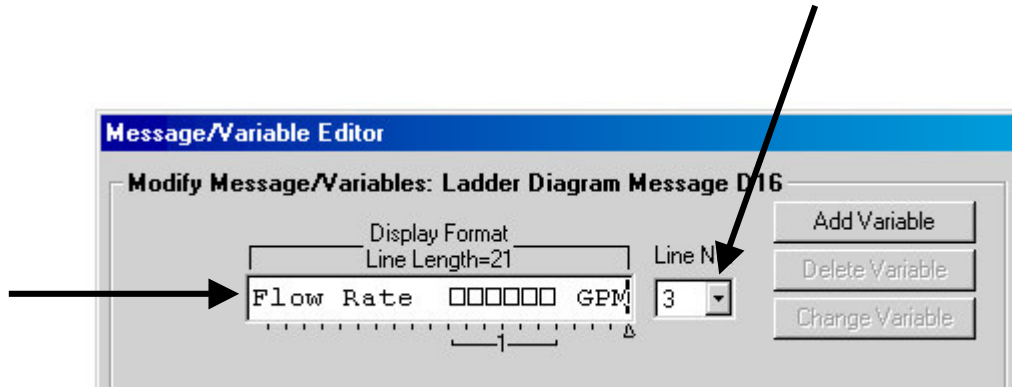 Message/Variable Editor
Modify Message/Variables: Ladder Diagram Message D16
Display Format
Line Length=21
Line N
Flow Rate □□□□□□ GPM
3
1
Add Variable
Delete Variable
Change Variable